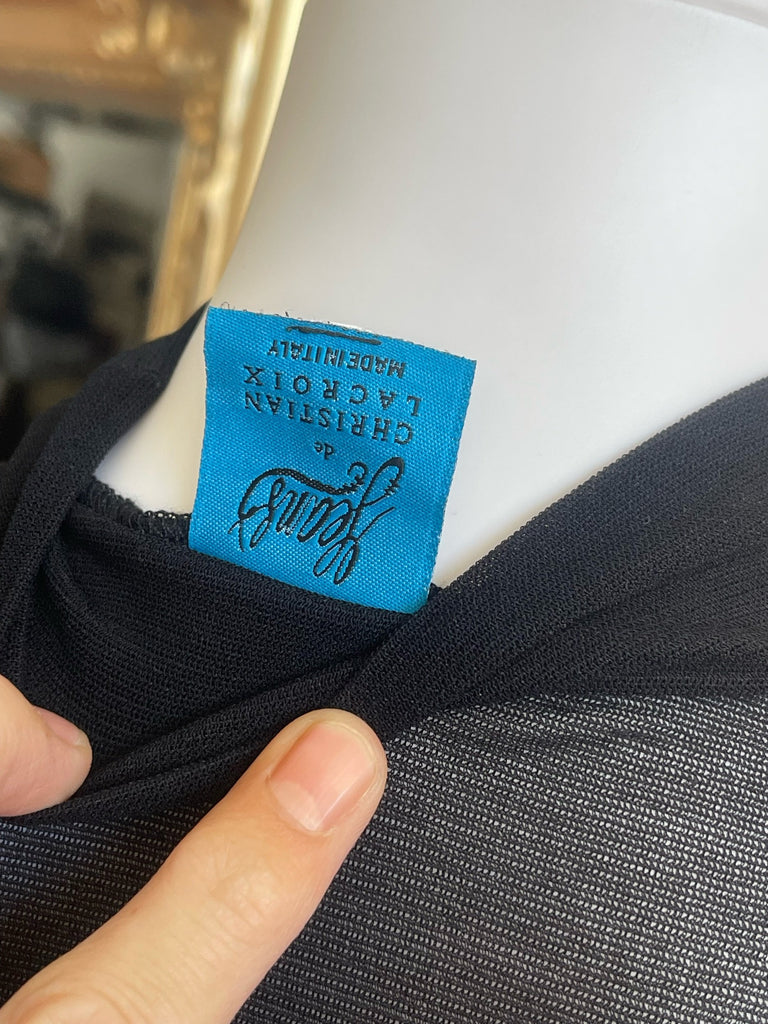 Jeans
de
CHRISTIAN
LACROIX
MADE IN ITALY